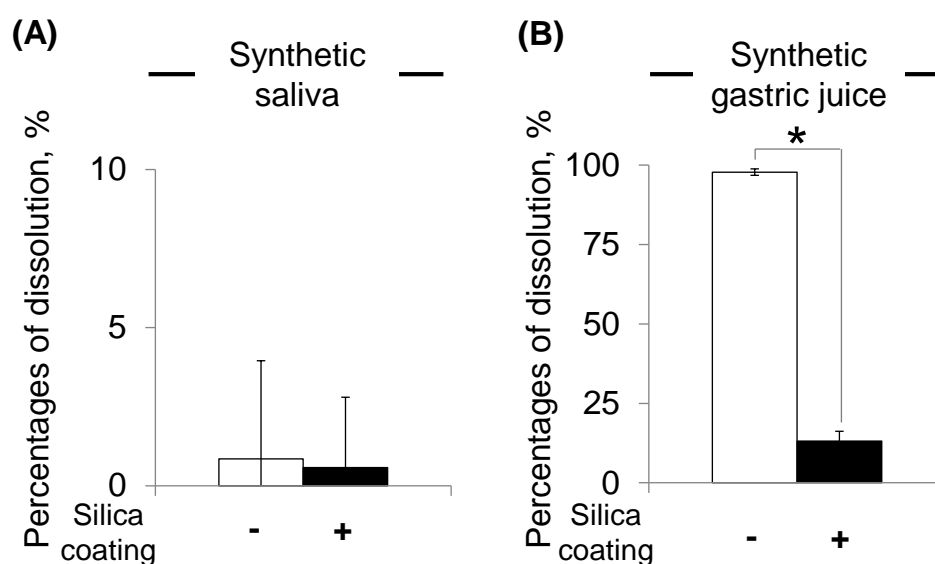 (A)
Synthetic
saliva
Percentages of dissolution, %
10
5
0
Silica
coating
- +
(B)
Synthetic
gastric juice
Percentages of dissolution, %
*
100
75
50
25
0
Silica
coating
- +